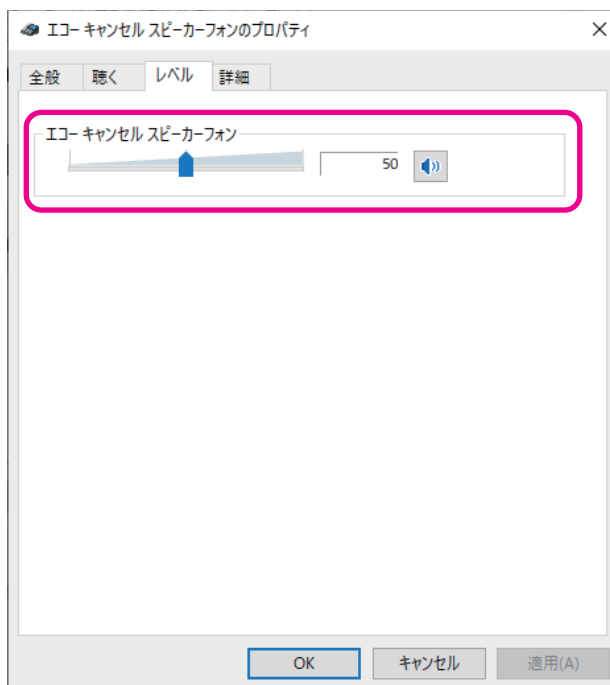 エコー キャンセル スピーカーフォンのプロパティ
全般 聴く レベル 詳細
エコー キャンセル スピーカーフォン
50
OK キャンセル 適用(A)